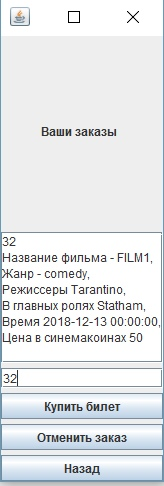 Ваши заказы
32
Название фильма - FILM1,
Жанр - comedy,
Режиссеры Tarantino,
В главных ролях Statham,
Время 2018-12-13 00:00:00,
Цена в синемакоинах 50
32
Купить билет
Отменить заказ
Назад